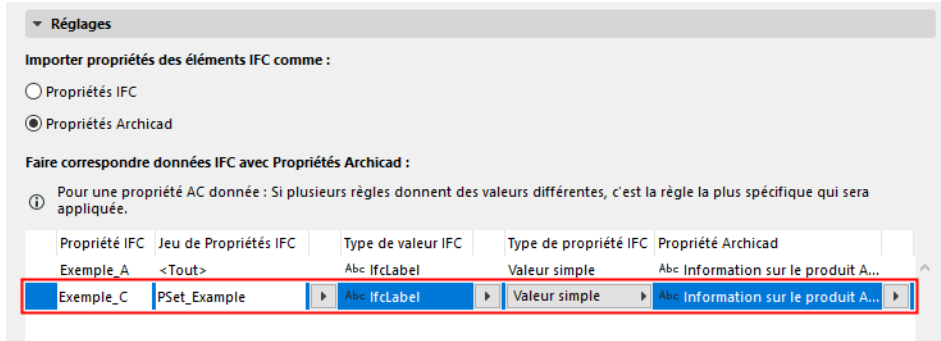 Réglages
Importer propriétés des éléments IFC comme :
Propriétés IFC
Propriétés Archicad
Faire correspondre données IFC avec Propriétés Archicad :
Pour une propriété AC donnée : Si plusieurs règles donnent des valeurs différentes, c'est la règle la plus spécifique qui sera
appliquée.
Propriété IFC Jeu de Propriétés IFC Type de valeur IFC Type de propriété IFC Propriété Archicad
Exemple_A <Tout> Abc IfcLabel Valeur simple Abc Information sur le produit A...
Exemple_C PSet_Example Abc IfcLabel Valeur simple Abc Information sur le produit A...